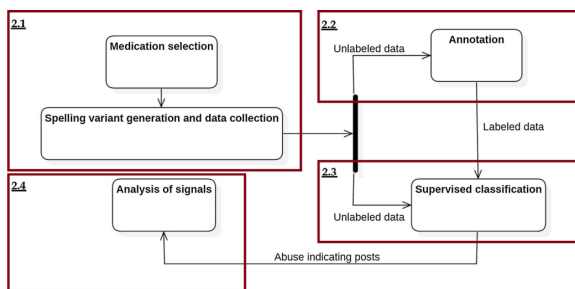 2.1
Medication selection
Spelling variant generation and data collection
2.2
Unlabeled data
Annotation
Labeled data
2.3
Supervised classification
Unlabeled data
2.4
Analysis of signals
Abuse indicating posts